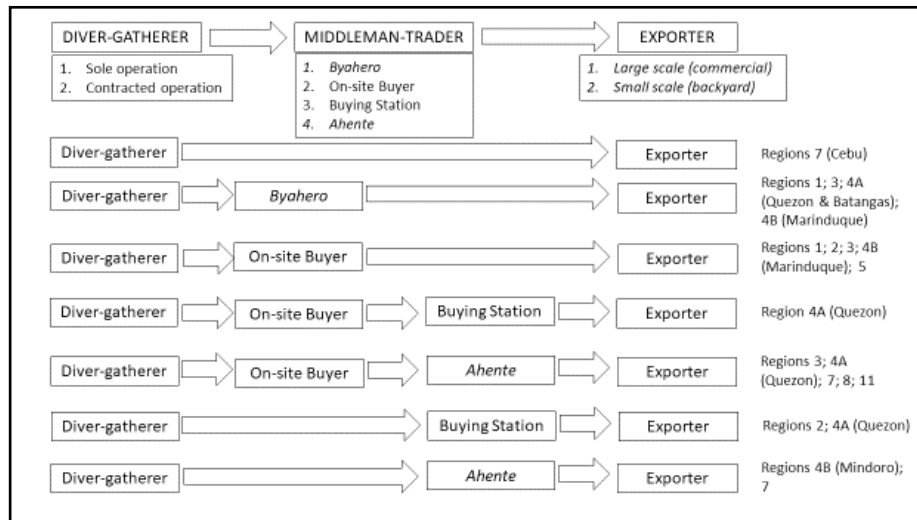 DIVER-GATHERER MIDDLEMAN-TRADER EXPORTER
1. Sole operation
2. Contracted operation
1. Byahero
2. On-site Buyer
3. Buying Station
4. Ahente
1. Large scale (commercial)
2. Small scale (backyard)
Diver-gatherer Exporter Regions 7 (Cebu)
Diver-gatherer Byahero Exporter
Regions 1; 3; 4A
(Quezon & Batangas);
4B (Marinduque)
Diver-gatherer On-site Buyer Exporter
Regions 1; 2; 3; 4B
(Marinduque); 5
Diver-gatherer On-site Buyer Buying Station Exporter Region 4A (Quezon)
Diver-gatherer On-site Buyer Ahente Exporter
Regions 3; 4A
(Quezon); 7; 8; 11
Diver-gatherer Buying Station Exporter Regions 2; 4A (Quezon)
Diver-gatherer Ahente Exporter
Regions 4B (Mindoro);
7